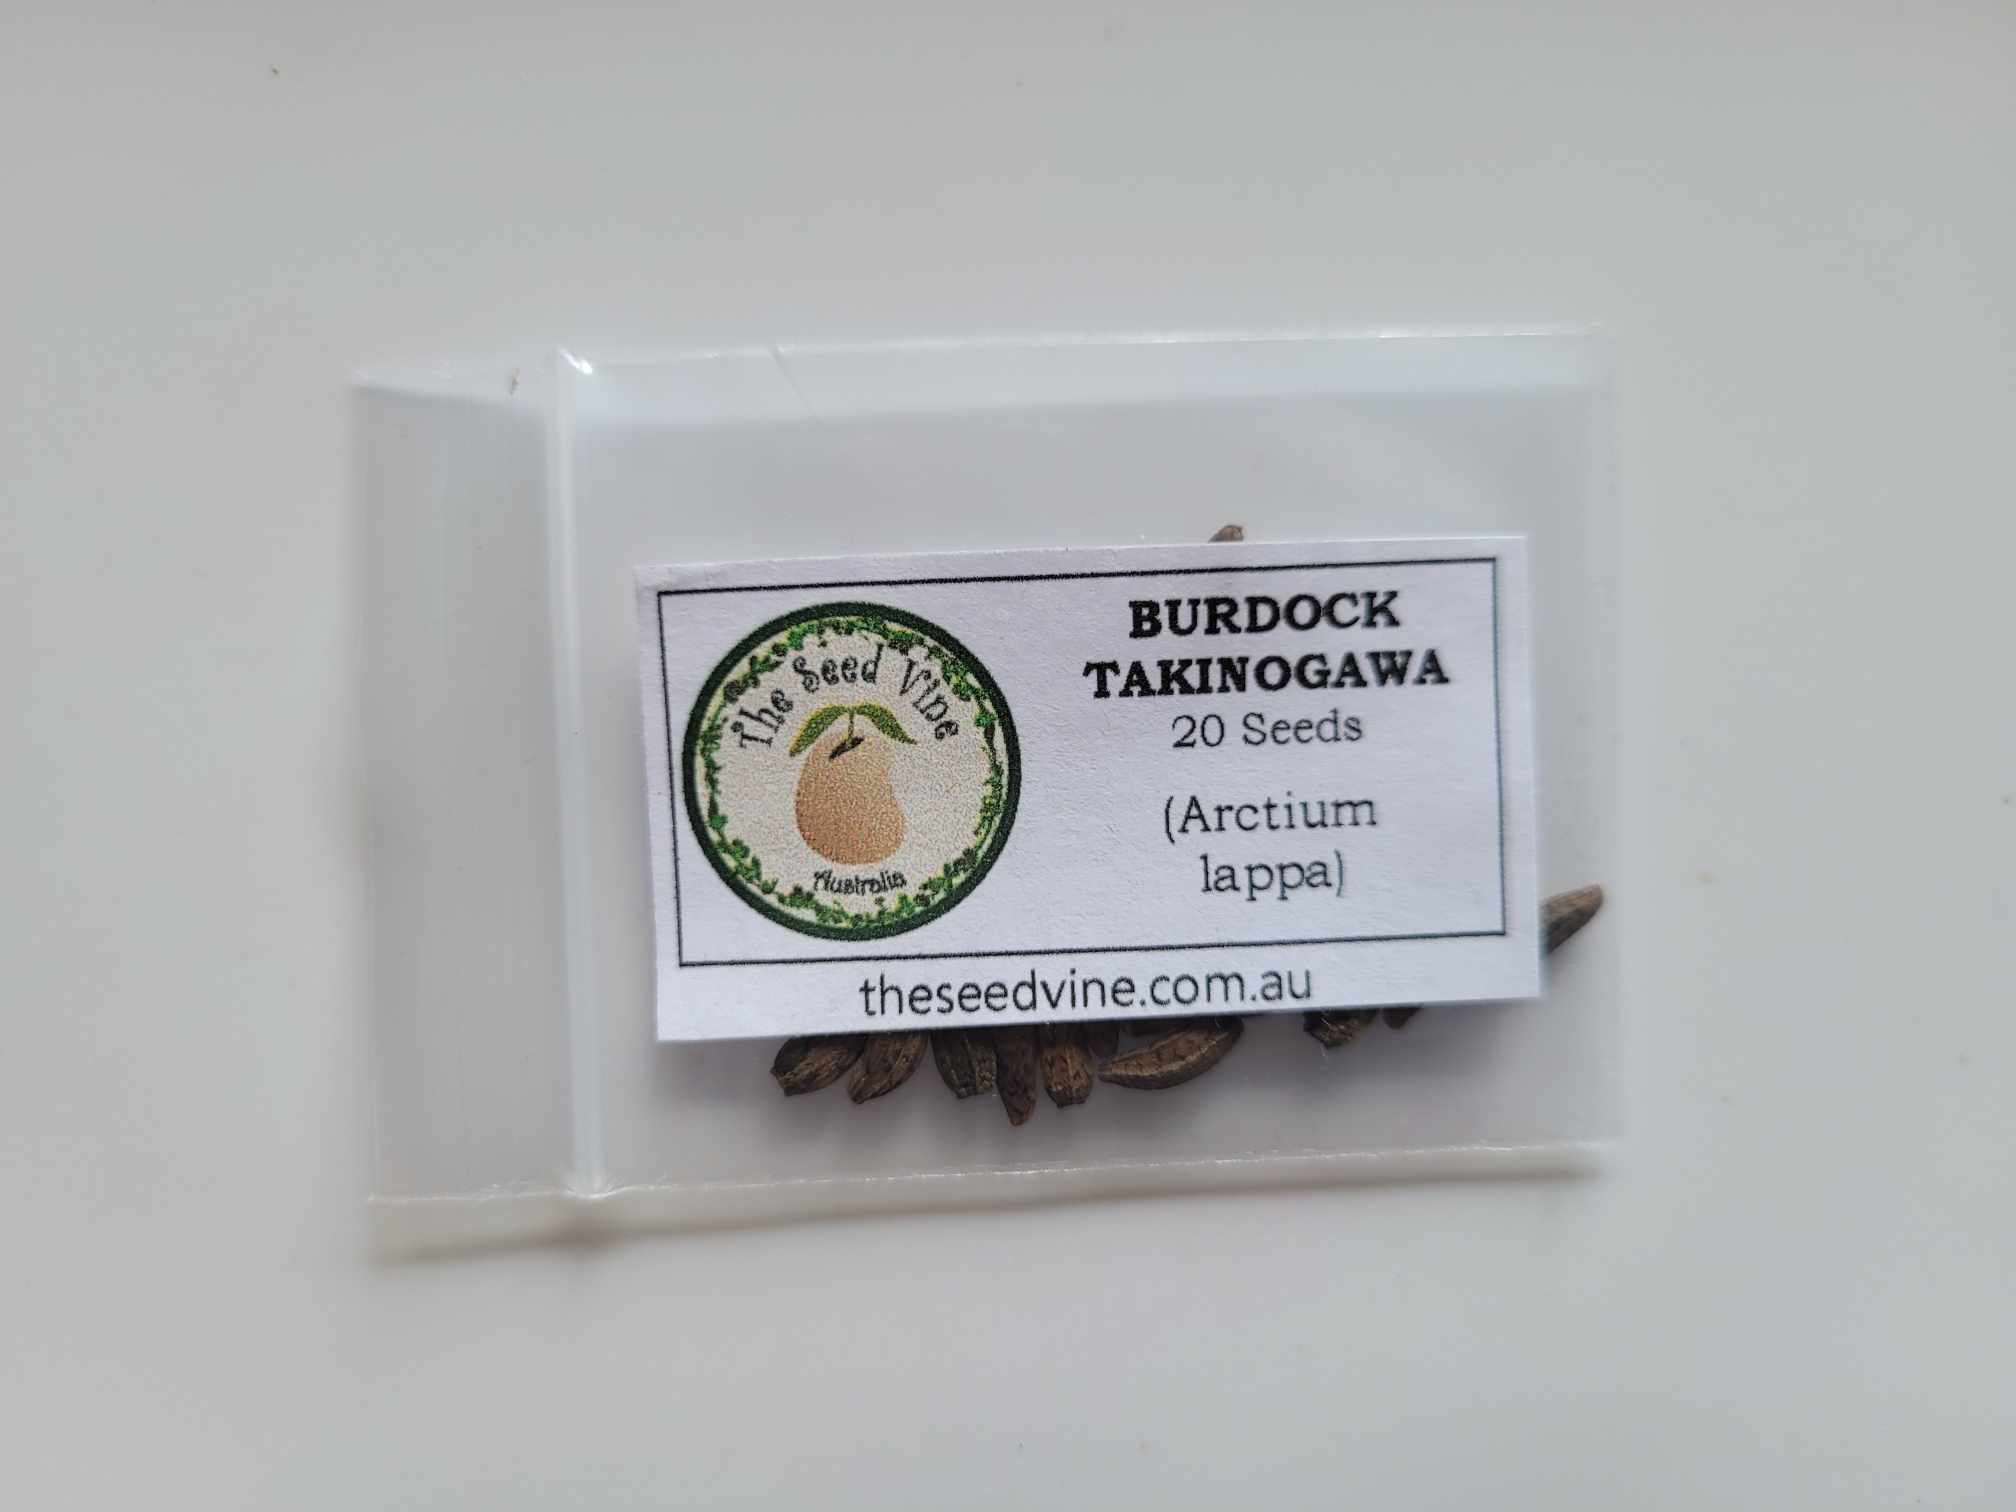 The Seed Vine
Australia
BURDOCK
TAKINOGAWA
20 Seeds
(Arctium
lappa)
theseedvine.com.au